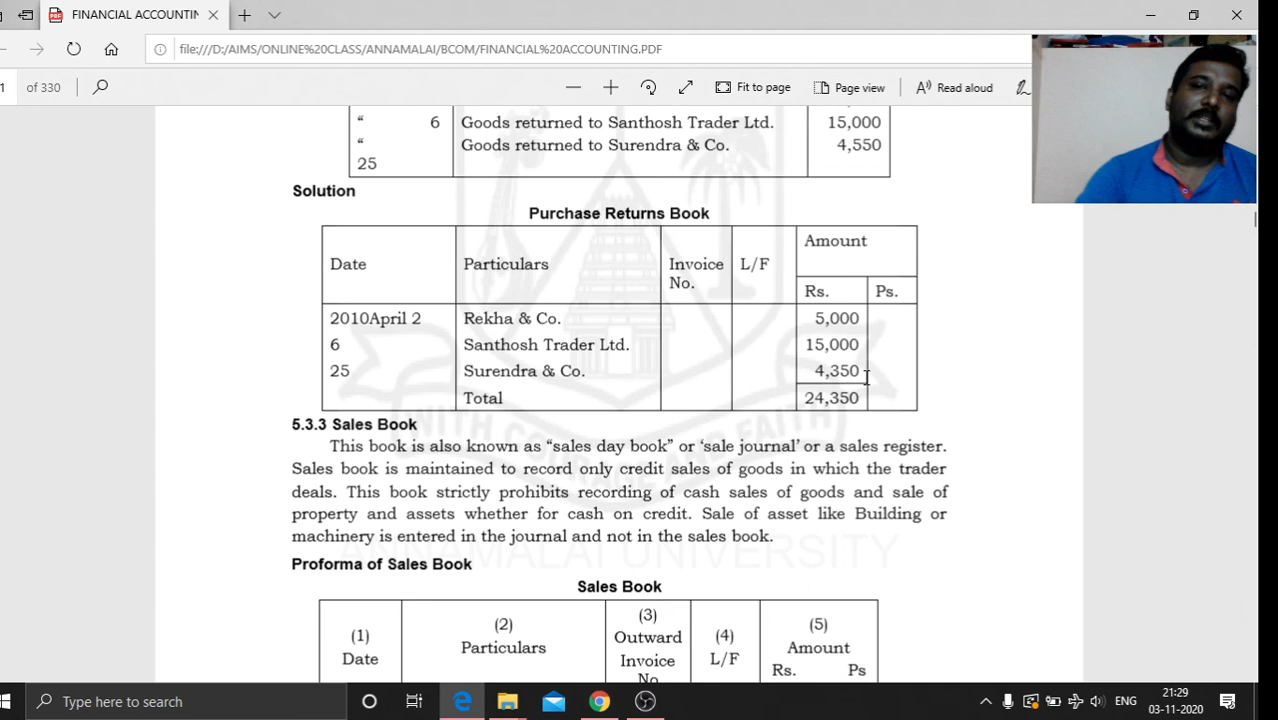 FINANCIAL ACCOUNTIN
file:///D:/AIMS/ONLINE%20CLASS/ANNAMALAI/BCOM/FINANCIAL%20ACCOUNTING.PDF
1 of 330 Fit to page Page view Read aloud
“ 6 Goods returned to Santhosh Trader Ltd. 15,000
“ Goods returned to Surendra & Co. 4,550
25
Solution
Purchase Returns Book
Date Particulars Invoice No. L/F Amount
Rs. Ps.
2010April 2 Rekha & Co. 5,000
6 Santhosh Trader Ltd. 15,000
25 Surendra & Co. 4,350
Total 24,350
5.3.3 Sales Book
This book is also known as “sales day book” or ‘sale journal’ or a sales register.
Sales book is maintained to record only credit sales of goods in which the trader
deals. This book strictly prohibits recording of cash sales of goods and sale of
property and assets whether for cash on credit. Sale of asset like Building or
machinery is entered in the journal and not in the sales book.
ANNAMALAI UNIVERSITY
Proforma of Sales Book
Sales Book
(1) Date (2) Particulars (3) Outward Invoice No (4) L/F (5) Amount
Rs. Ps
WITH COURAGE AND FAITH
Type here to search
ENG
21:29
03-11-2020